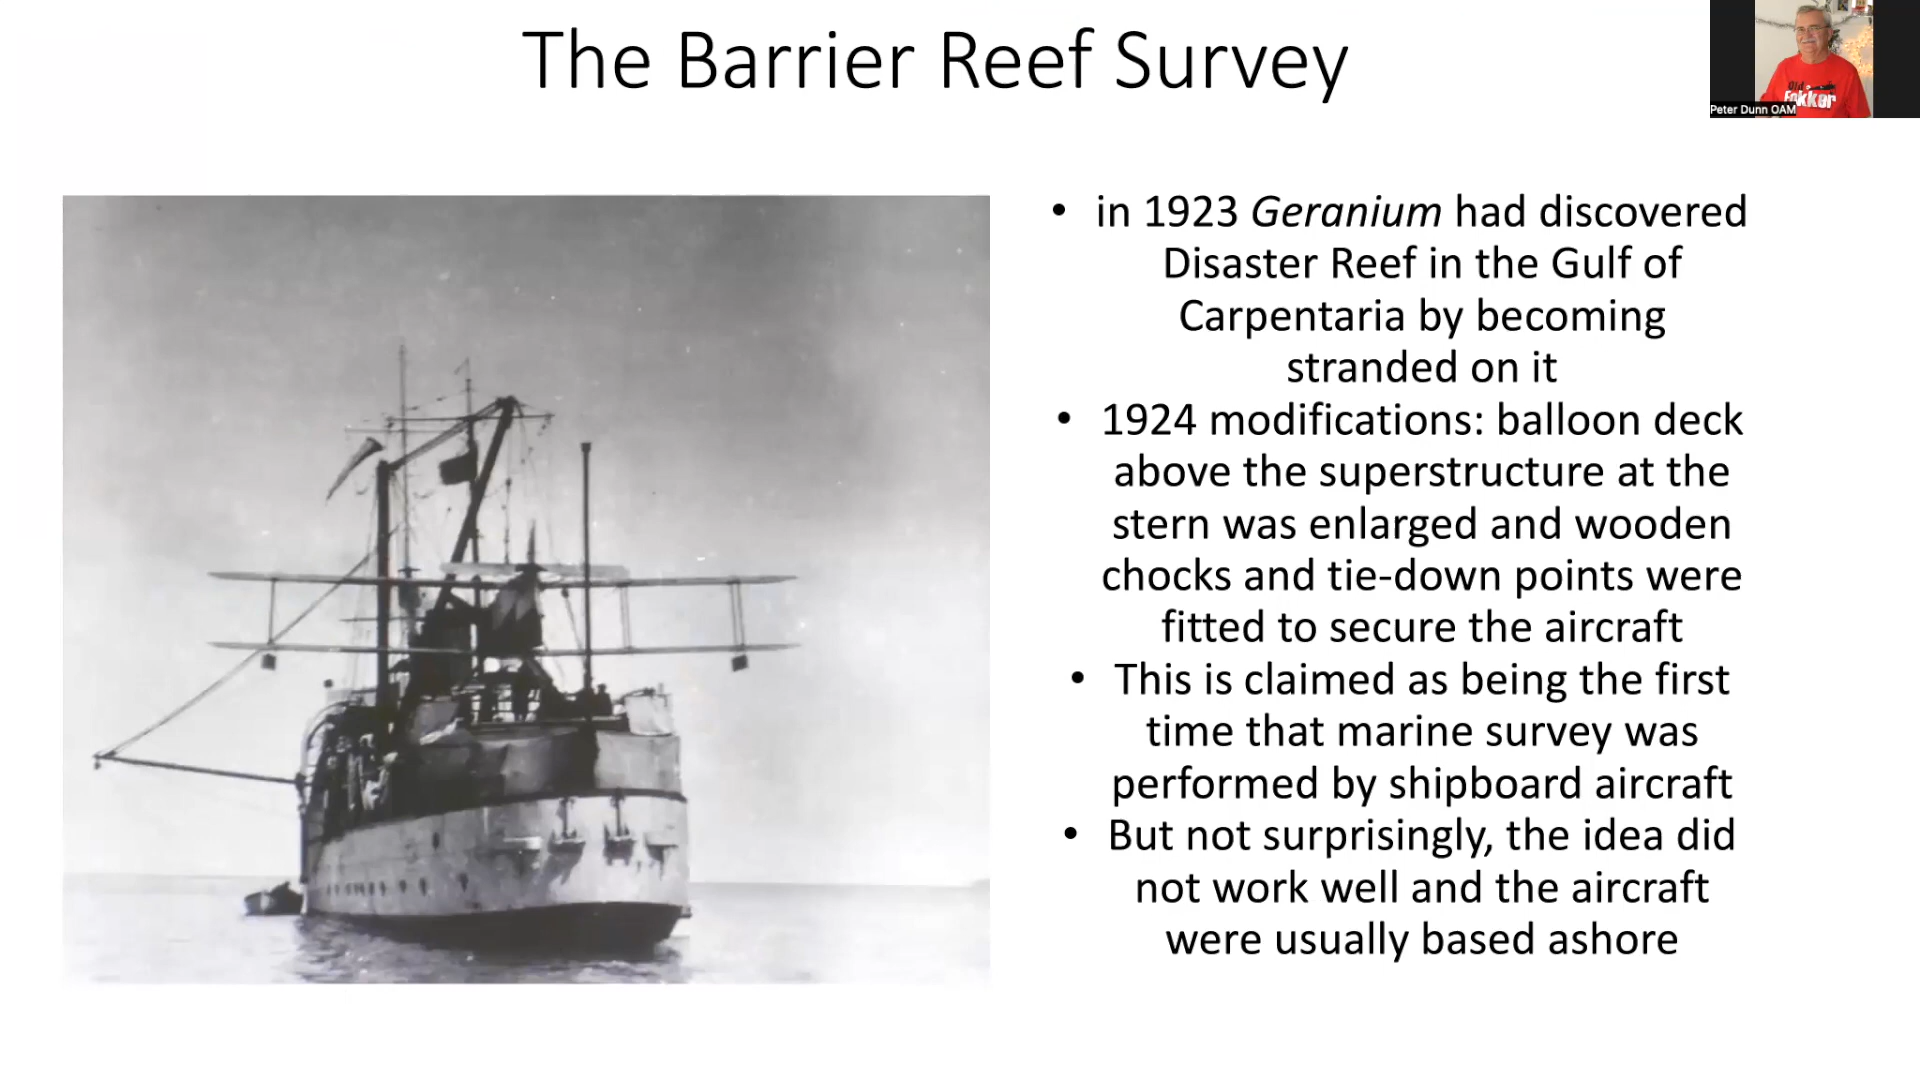 The Barrier Reef Survey
Old
Fokker
Peter Dunn OAM
• in 1923 Geranium had discovered
Disaster Reef in the Gulf of
Carpentaria by becoming
stranded on it
• 1924 modifications: balloon deck
above the superstructure at the
stern was enlarged and wooden
chocks and tie-down points were
fitted to secure the aircraft
• This is claimed as being the first
time that marine survey was
performed by shipboard aircraft
• But not surprisingly, the idea did
not work well and the aircraft
were usually based ashore